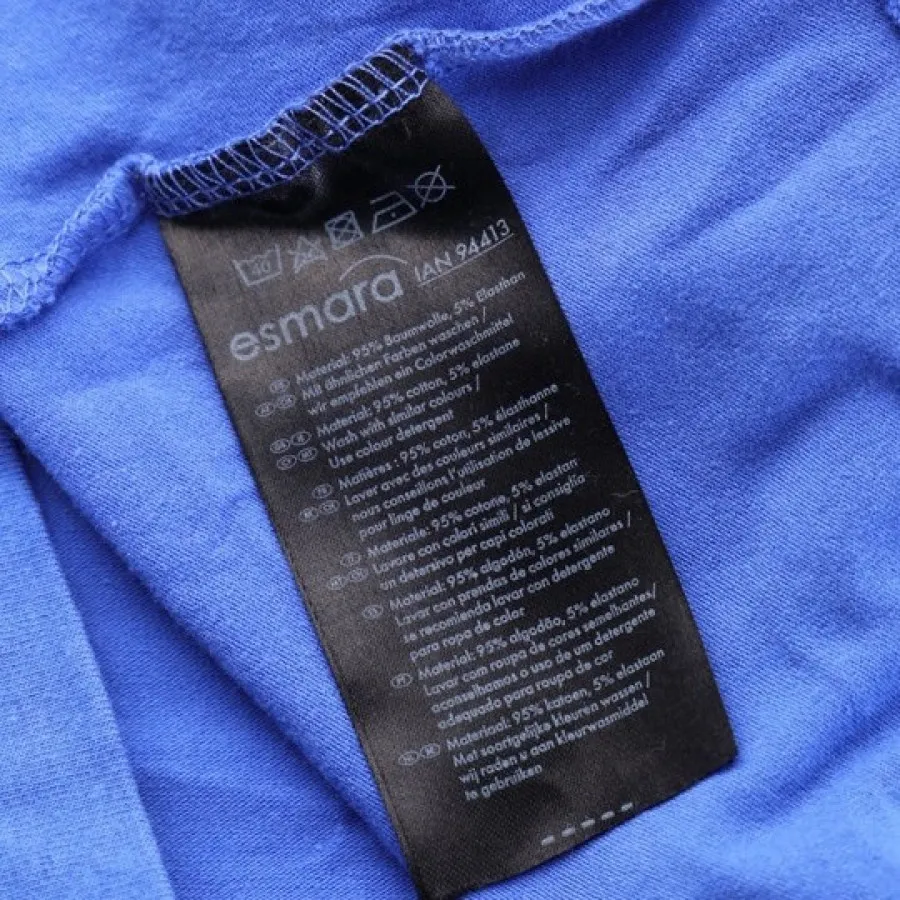 40
esmara IAN 94413
Material: 95% Baumwolle, 5% Elasthan
Mit ähnlichen Farben waschen /
wir empfehlen ein Colorwaschmittel
Material: 95% cotton, 5% elastane
Wash with similar colours /
Use colour detergent
Matières : 95% coton, 5% élasthanne
Laver avec des couleurs similaires /
nous conseillons l'utilisation de lessive
pour linge de couleur
Materiale: 95% cotone, 5% elastan
Lavare con colori simili / si consiglia
un detersivo per capi colorati
Material: 95% algodón, 5% elastano
Lavar con prendas de colores similares /
se recomienda lavar con detergente
para ropa de color
Material: 95% algodão, 5% elastano
Lavar com roupa de cores semelhantes/
aconselhamos o uso de um detergente
adequado para roupa de cor
Materiaal: 95% katoen, 5% elastaan
Met soortgelijke kleuren wassen /
wij raden u aan kleurwasmiddel
te gebruiken